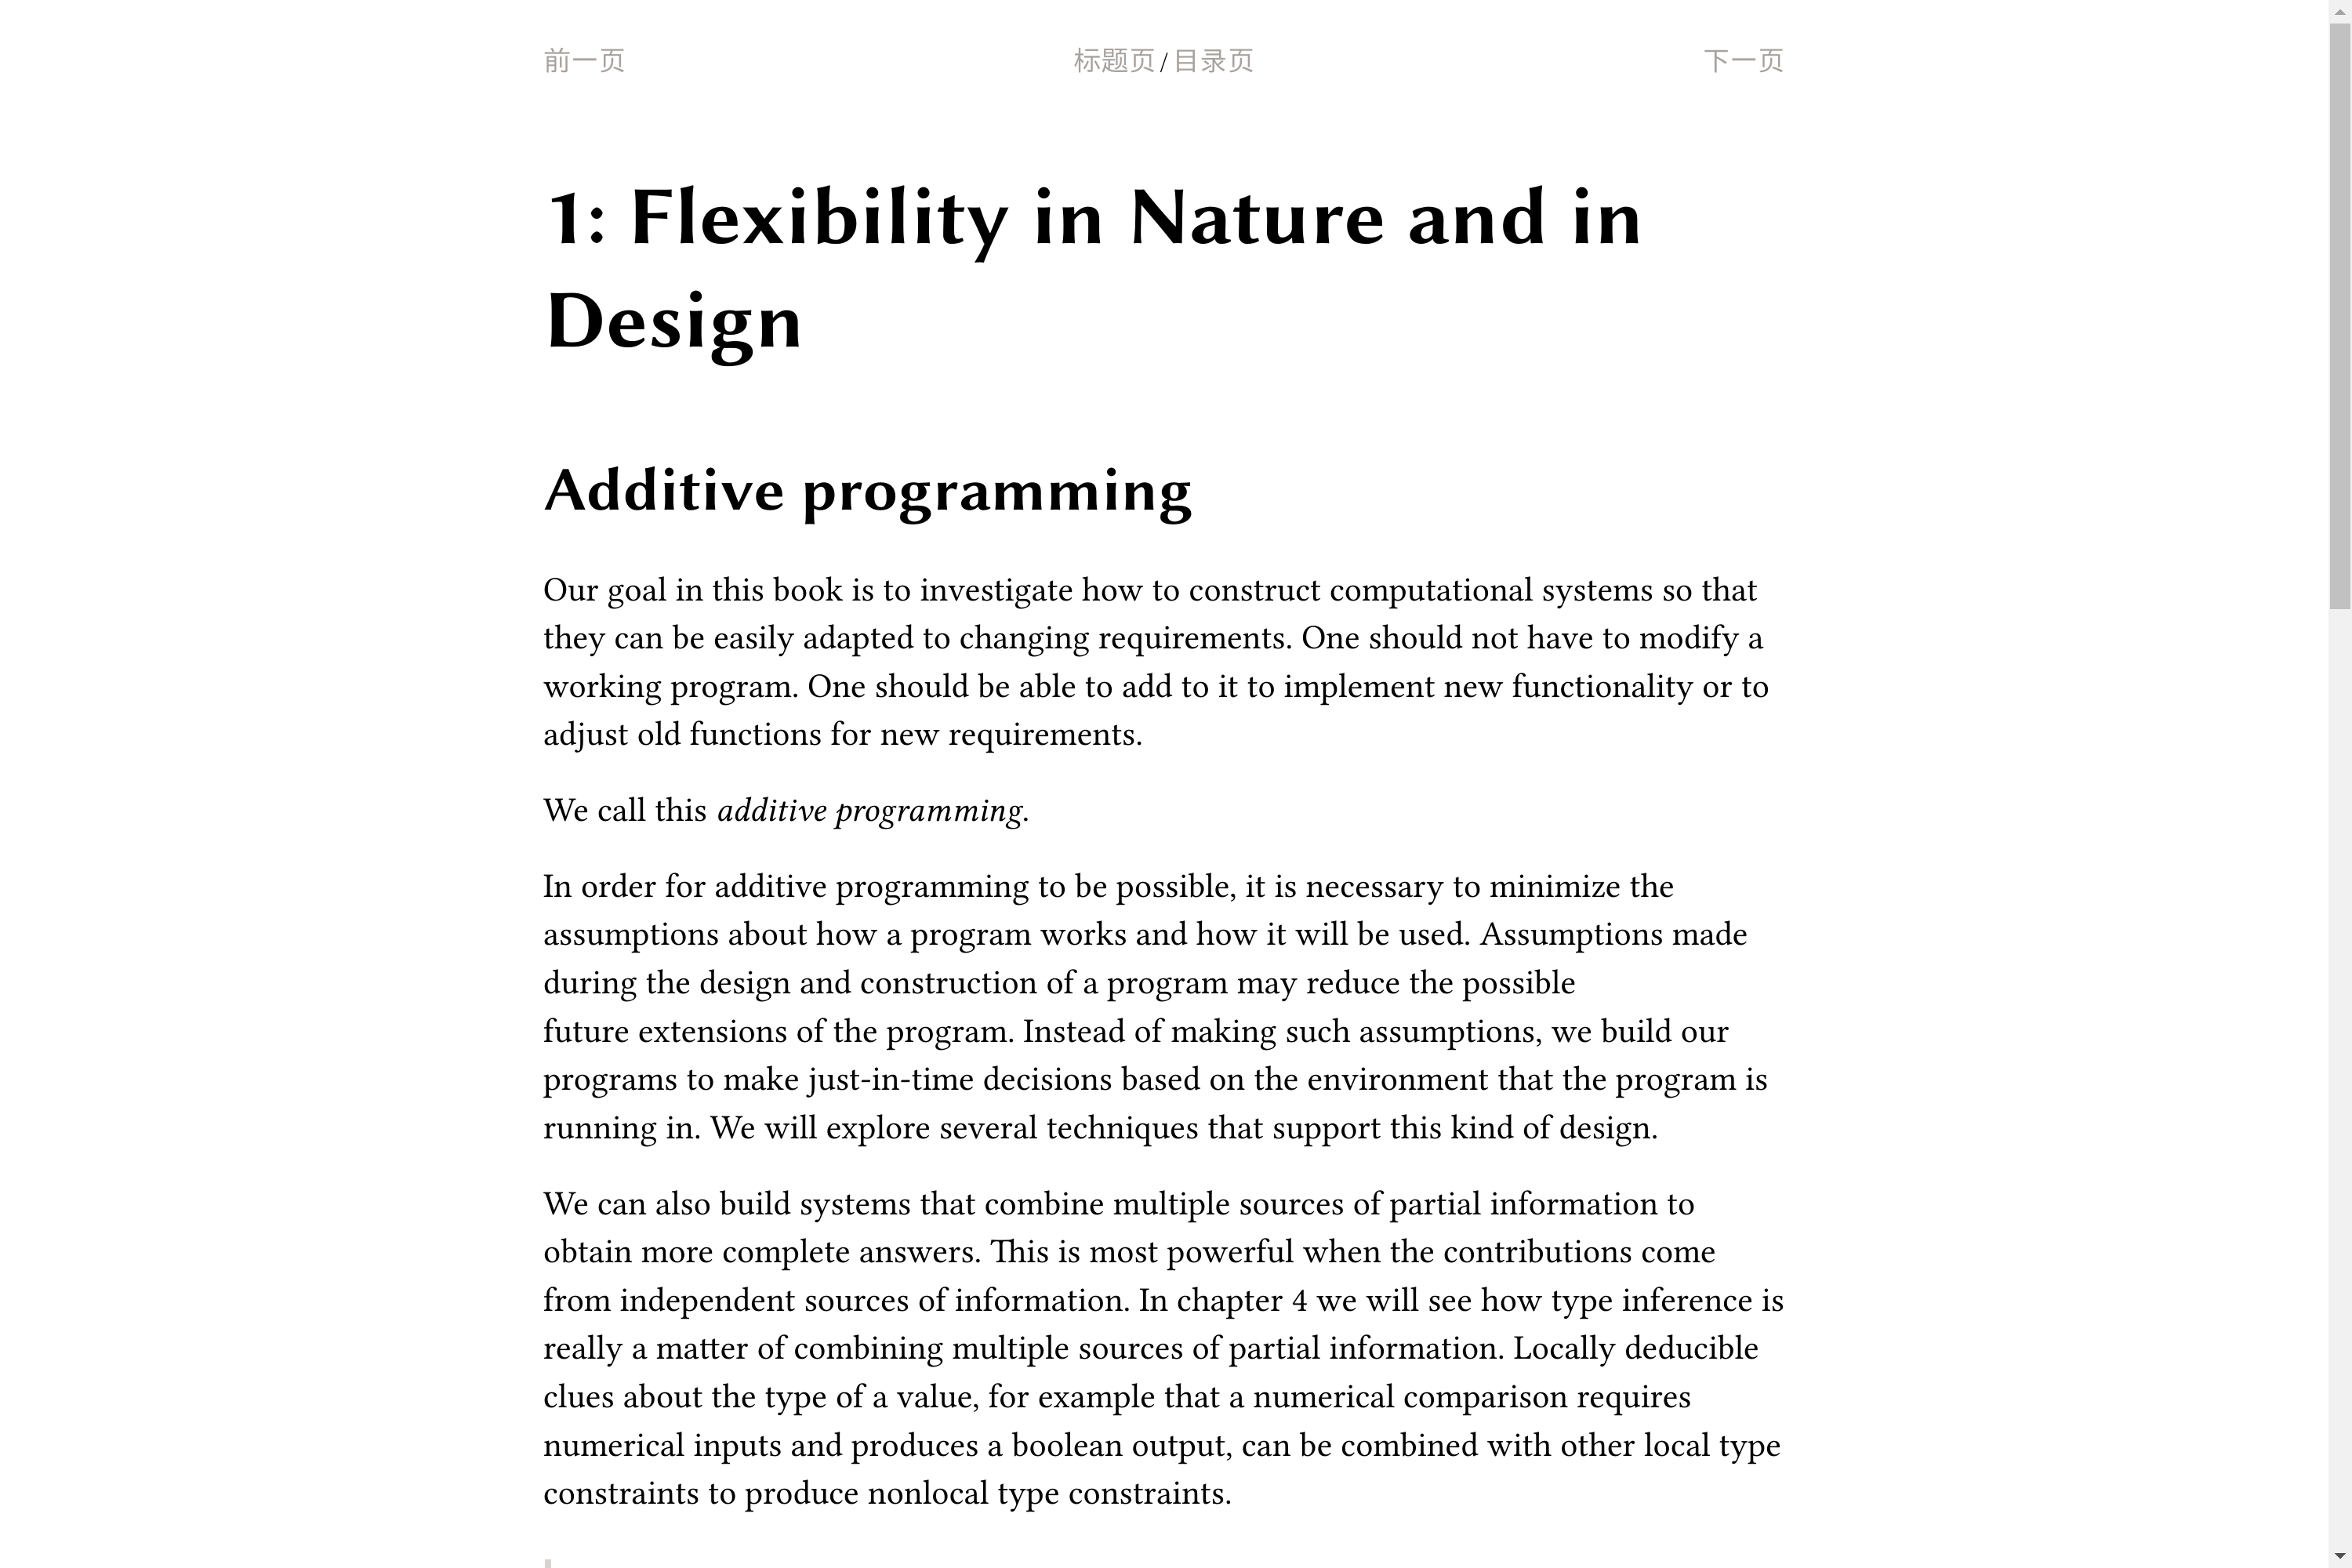 前一页
标题页 / 目录页
下一页
1: Flexibility in Nature and in
Design
Additive programming
Our goal in this book is to investigate how to construct computational systems so that
they can be easily adapted to changing requirements. One should not have to modify a
working program. One should be able to add to it to implement new functionality or to
adjust old functions for new requirements.
We call this additive programming.
In order for additive programming to be possible, it is necessary to minimize the
assumptions about how a program works and how it will be used. Assumptions made
during the design and construction of a program may reduce the possible
future extensions of the program. Instead of making such assumptions, we build our
programs to make just-in-time decisions based on the environment that the program is
running in. We will explore several techniques that support this kind of design.
We can also build systems that combine multiple sources of partial information to
obtain more complete answers. This is most powerful when the contributions come
from independent sources of information. In chapter 4 we will see how type inference is
really a matter of combining multiple sources of partial information. Locally deducible
clues about the type of a value, for example that a numerical comparison requires
numerical inputs and produces a boolean output, can be combined with other local type
constraints to produce nonlocal type constraints.